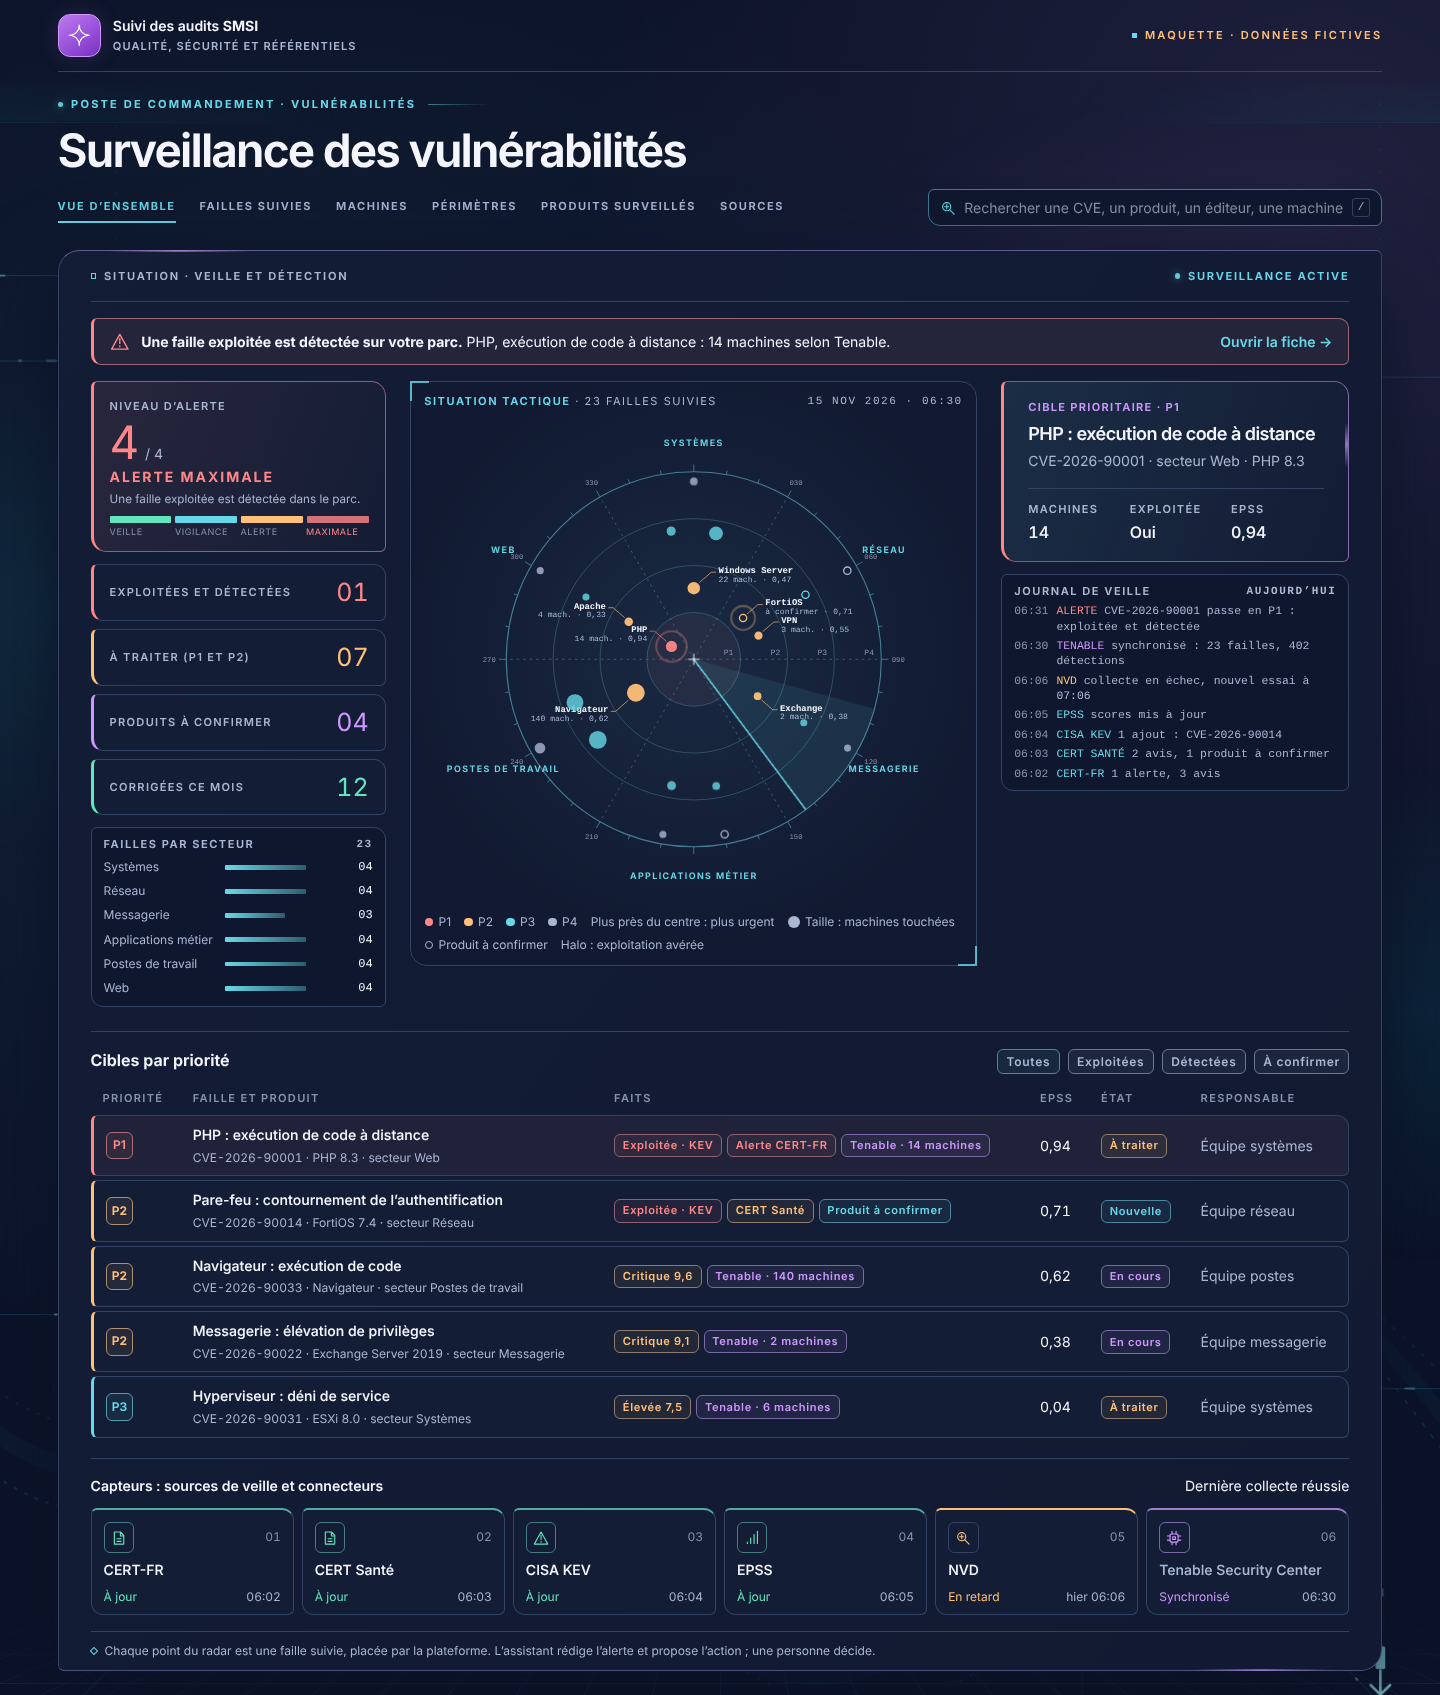 Suivi des audits SMSI
QUALITÉ, SÉCURITÉ ET RÉFÉRENTIELS
MAQUETTE · DONNÉES FICTIVES
POSTE DE COMMANDEMENT · VULNÉRABILITÉS
Surveillance des vulnérabilités
VUE D’ENSEMBLE FAILLES SUIVIES MACHINES PÉRIMÈTRES PRODUITS SURVEILLÉS SOURCES
Rechercher une CVE, un produit, un éditeur, une machine /
SITUATION · VEILLE ET DÉTECTION
SURVEILLANCE ACTIVE
Une faille exploitée est détectée sur votre parc. PHP, exécution de code à distance : 14 machines selon Tenable.
Ouvrir la fiche →
NIVEAU D’ALERTE
4 / 4
ALERTE MAXIMALE
Une faille exploitée est détectée dans le parc.
VEILLE VIGILANCE ALERTE MAXIMALE
EXPLOITÉES ET DÉTECTÉES 01
À TRAITER (P1 ET P2) 07
PRODUITS À CONFIRMER 04
CORRIGÉES CE MOIS 12
FAILLES PAR SECTEUR 23
Systèmes 04
Réseau 04
Messagerie 03
Applications métier 04
Postes de travail 04
Web 04
SITUATION TACTIQUE · 23 FAILLES SUIVIES
15 NOV 2026 · 06:30
SYSTÈMES
330 030
WEB RÉSEAU
300 060
Windows Server
22 mach. · 0,47
Apache
4 mach. · 0,33
FortiOS
à confirmer · 0,71
VPN
3 mach. · 0,55
PHP
14 mach. · 0,94
270 P1 P2 P3 P4 090
Navigateur
140 mach. · 0,62
Exchange
2 mach. · 0,38
240 120
POSTES DE TRAVAIL MESSAGERIE
210 150
APPLICATIONS MÉTIER
P1 P2 P3 P4 Plus près du centre : plus urgent Taille : machines touchées
Produit à confirmer Halo : exploitation avérée
CIBLE PRIORITAIRE · P1
PHP : exécution de code à distance
CVE-2026-90001 · secteur Web · PHP 8.3
MACHINES EXPLOITÉE EPSS
14 Oui 0,94
JOURNAL DE VEILLE AUJOURD’HUI
06:31 ALERTE CVE-2026-90001 passe en P1 :
exploitée et détectée
06:30 TENABLE synchronisé : 23 failles, 402
détections
06:06 NVD collecte en échec, nouvel essai à
07:06
06:05 EPSS scores mis à jour
06:04 CISA KEV 1 ajout : CVE-2026-90014
06:03 CERT SANTÉ 2 avis, 1 produit à confirmer
06:02 CERT-FR 1 alerte, 3 avis
Cibles par priorité
Toutes Exploitées Détectées À confirmer
PRIORITÉ FAILLE ET PRODUIT FAITS EPSS ÉTAT RESPONSABLE
PHP : exécution de code à distance
P1 Exploitée · KEV Alerte CERT-FR Tenable · 14 machines 0,94 À traiter Équipe systèmes
CVE-2026-90001 · PHP 8.3 · secteur Web
Pare-feu : contournement de l’authentification
P2 Exploitée · KEV CERT Santé Produit à confirmer 0,71 Nouvelle Équipe réseau
CVE-2026-90014 · FortiOS 7.4 · secteur Réseau
Navigateur : exécution de code
P2 Critique 9,6 Tenable · 140 machines 0,62 En cours Équipe postes
CVE-2026-90033 · Navigateur · secteur Postes de travail
Messagerie : élévation de privilèges
P2 Critique 9,1 Tenable · 2 machines 0,38 En cours Équipe messagerie
CVE-2026-90022 · Exchange Server 2019 · secteur Messagerie
Hyperviseur : déni de service
P3 Élevée 7,5 Tenable · 6 machines 0,04 À traiter Équipe systèmes
CVE-2026-90031 · ESXi 8.0 · secteur Systèmes
Capteurs : sources de veille et connecteurs
Dernière collecte réussie
01 02 03 04 05 06
CERT-FR CERT Santé CISA KEV EPSS NVD Tenable Security Center
À jour 06:02 À jour 06:03 À jour 06:04 À jour 06:05 En retard hier 06:06 Synchronisé 06:30
Chaque point du radar est une faille suivie, placée par la plateforme. L’assistant rédige l’alerte et propose l’action ; une personne décide.